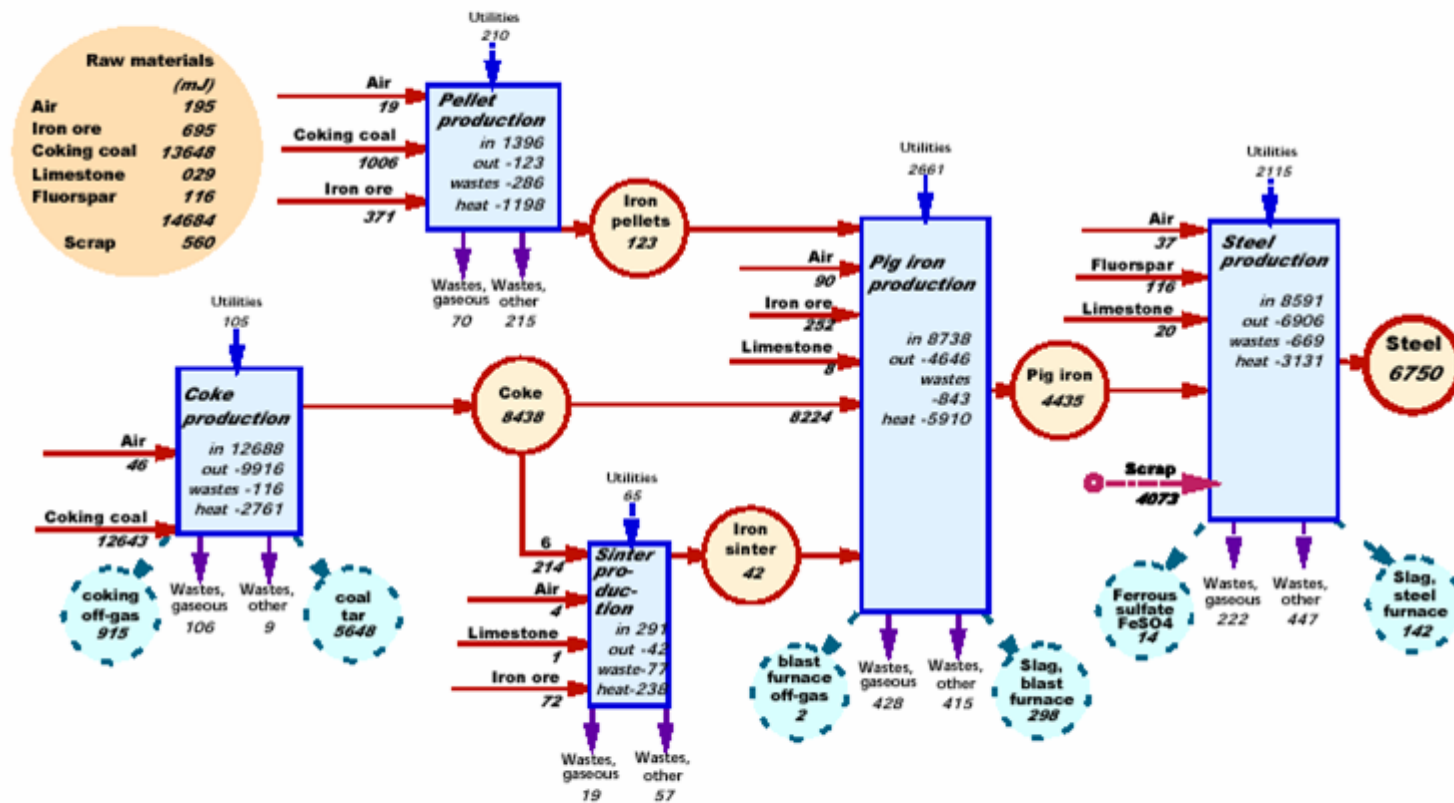 Raw materials
(mJ)
Air 195
Iron ore 695
Coking coal 13648
Limestone 029
Fluorspar 116
14684
Scrap 560
Utilities
210
Air
19
Coking coal
1006
Iron ore
371
Pellet
production
in 1396
out -123
wastes -286
heat -1198
Wastes,
gaseous
70
Wastes,
other
215
Iron
pellets
123
Utilities
105
Air
46
Coking coal
12643
Coke
production
in 12688
out -9916
wastes -116
heat -2761
coking
off-gas
915
Wastes,
gaseous
106
Wastes,
other
9
coal
tar
5648
Coke
8438
8224
Utilities
65
6
214
Air
4
Limestone
1
Iron ore
72
Sinter
pro-
duc-
tion
in 291
out -42
waste-77
heat-238
Wastes,
gaseous
19
Wastes,
other
57
Iron
sinter
42
Utilities
2661
Air
90
Iron ore
252
Limestone
8
Pig iron
production
in 8738
out -4646
wastes
-843
heat -5910
blast
furnace
off-gas
2
Wastes,
gaseous
428
Wastes,
other
415
Slag,
blast
furnace
298
Pig iron
4435
Utilities
2115
Air
37
Fluorspar
116
Limestone
20
Scrap
4073
Steel
production
in 8591
out -6906
wastes -669
heat -3131
Ferrous
sulfate
FeSO4
14
Wastes,
gaseous
222
Wastes,
other
447
Slag,
steel
furnace
142
Steel
6750